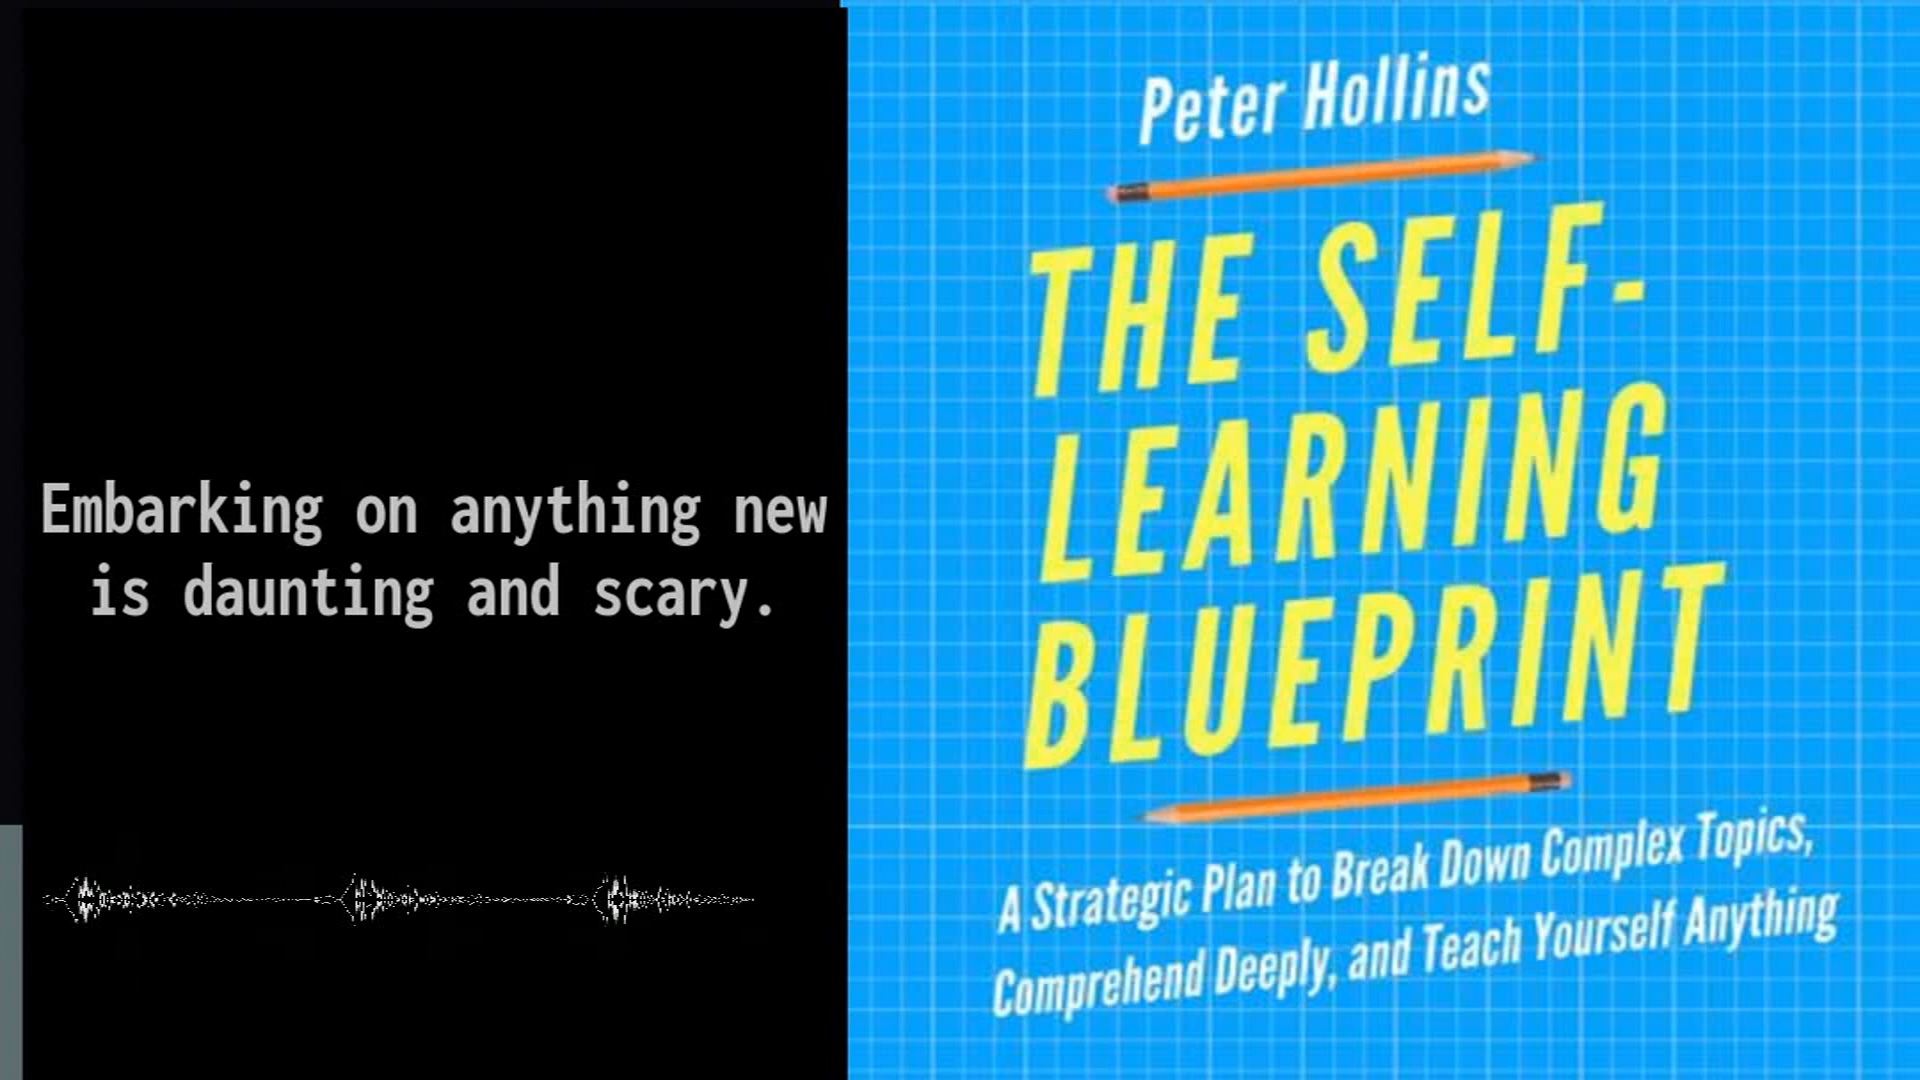 Embarking on anything new
is daunting and scary.
Peter Hollins
THE SELF-
LEARNING
BLUEPRINT
A Strategic Plan to Break Down Complex Topics,
Comprehend Deeply, and Teach Yourself Anything